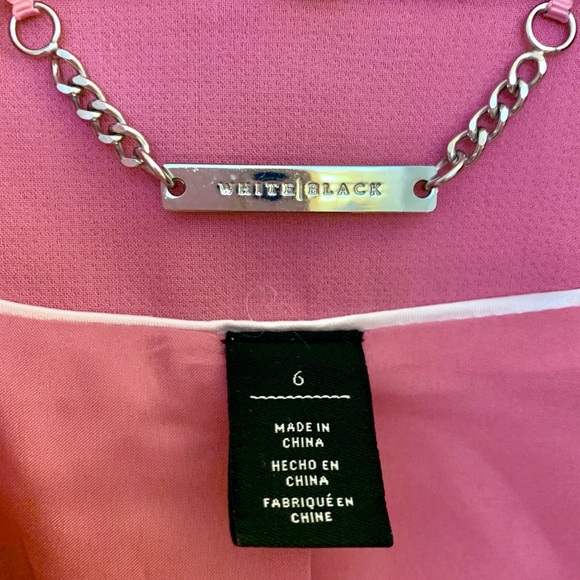 WHITE|BLACK
6
MADE IN
CHINA
HECHO EN
CHINA
FABRIQUÉ EN
CHINE